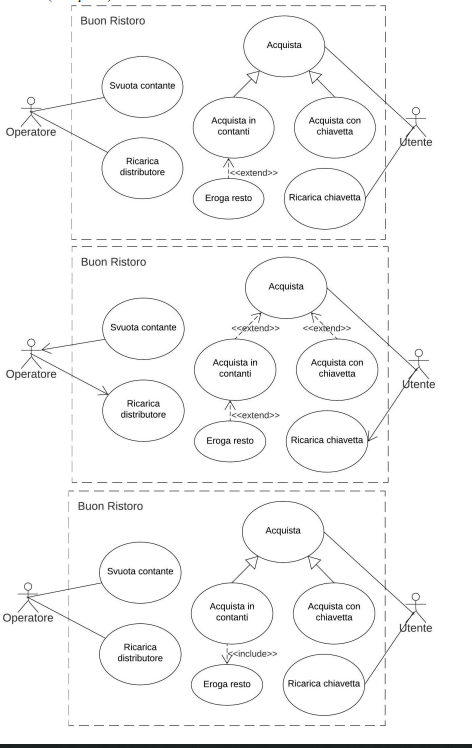 Buon Ristoro
Acquista
Svuota contante
Acquista in
contanti
Acquista con
chiavetta
Operatore
Utente
Ricarica
distributore
<<extend>>
Eroga resto
Ricarica chiavetta
Buon Ristoro
Acquista
Svuota contante
<<extend>>
<<extend>>
Acquista in
contanti
Acquista con
chiavetta
Operatore
Utente
Ricarica
distributore
<<extend>>
Eroga resto
Ricarica chiavetta
Buon Ristoro
Acquista
Svuota contante
Acquista in
contanti
Acquista con
chiavetta
Operatore
Utente
Ricarica
distributore
<<include>>
Eroga resto
Ricarica chiavetta